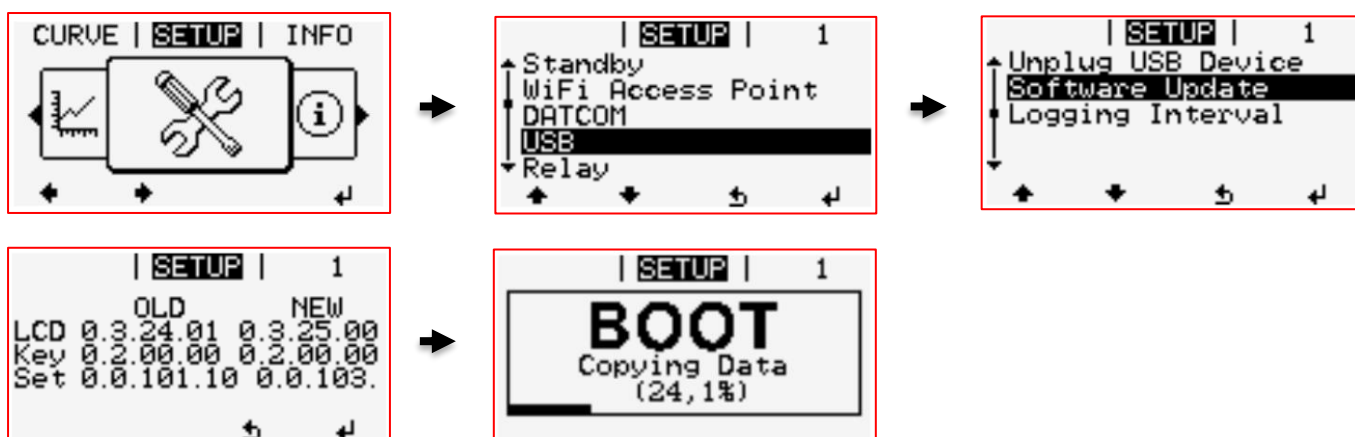 CURVE | SETUP | INFO
| SETUP | 1
Standby
WiFi Access Point
DATCOM
USB
Relay
| SETUP | 1
Unplug USB Device
Software Update
Logging Interval
| SETUP | 1
OLD NEW
LCD 0.3.24.01 0.3.25.00
Key 0.2.00.00 0.2.00.00
Set 0.0.101.10 0.0.103.
| SETUP | 1
BOOT
Copying Data
(24,1%)